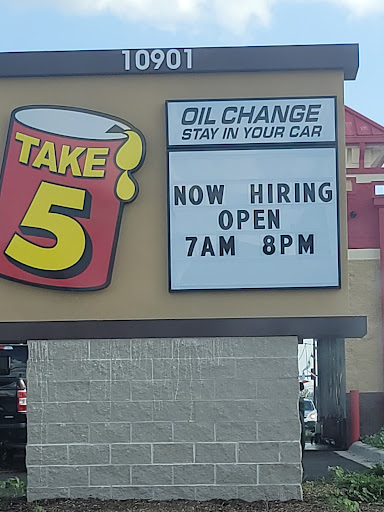 10901
TAKE
5
OIL CHANGE
STAY IN YOUR CAR
NOW HIRING
OPEN
7AM 8PM